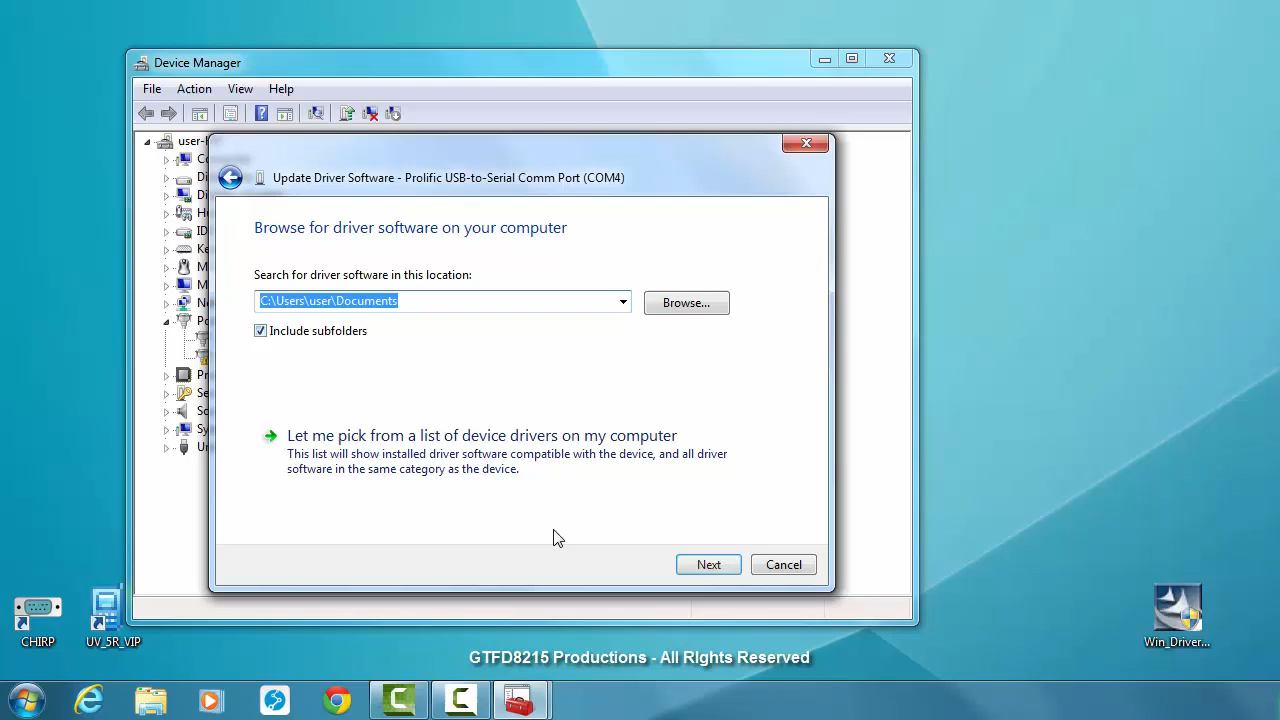 Device Manager
File Action View Help
user-
Co
Di
Di
Update Driver Software - Prolific USB-to-Serial Comm Port (COM4)
Browse for driver software on your computer
Search for driver software in this location:
C:\Users\user\Documents
Browse...
Include subfolders
Let me pick from a list of device drivers on my computer
This list will show installed driver software compatible with the device, and all driver
software in the same category as the device.
Next Cancel
CHIRP
UV_5R_VIP
Win_Driver...
GTFD8215 Productions - All Rights Reserved